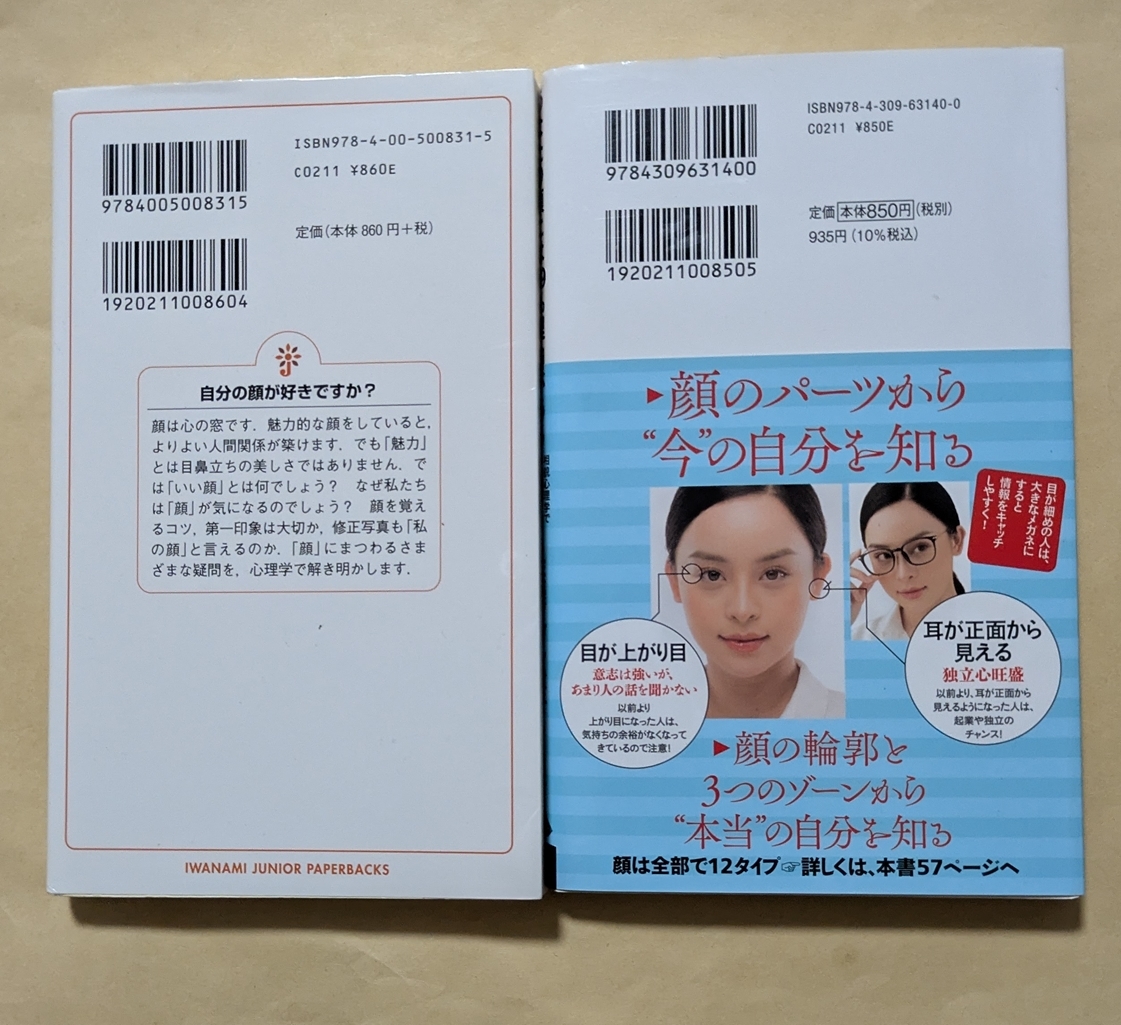 ISBN978-4-00-500831-5
C0211 ¥860E
9784005008315
定価(本体 860 円+税)
1920211008604
自分の顔が好きですか?
顔は心の窓です．魅力的な顔をしていると，
よりよい人間関係が築けます．でも「魅力」
とは目鼻立ちの美しさではありません．で
は「いい顔」とは何でしょう？　なぜ私たち
は「顔」が気になるのでしょう？　顔を覚え
るコツ，第一印象は大切か，修正写真も「私
の顔」と言えるのか．「顔」にまつわるさま
ざまな疑問を，心理学で解き明かします．
IWANAMI JUNIOR PAPERBACKS
ISBN978-4-309-63140-0
C0211 ¥850E
9784309631400
定価 本体850円(税別)
935円(10%税込)
1920211008505
▶顔のパーツから
“今”の自分を知る
目が細めの人は、
大きなメガネに
すると
情報をキャッチ
しやすく！
目が上がり目
意志は強いが、
あまり人の話を聞かない
以前より
上がり目になった人は、
気持ちの余裕がなくなって
きているので注意！
耳が正面から
見える
独立心旺盛
以前より、耳が正面から
見えるようになった人は、
起業や独立の
チャンス！
▶顔の輪郭と
3つのゾーンから
“本当”の自分を知る
顔は全部で12タイプ☞詳しくは、本書57ページへ